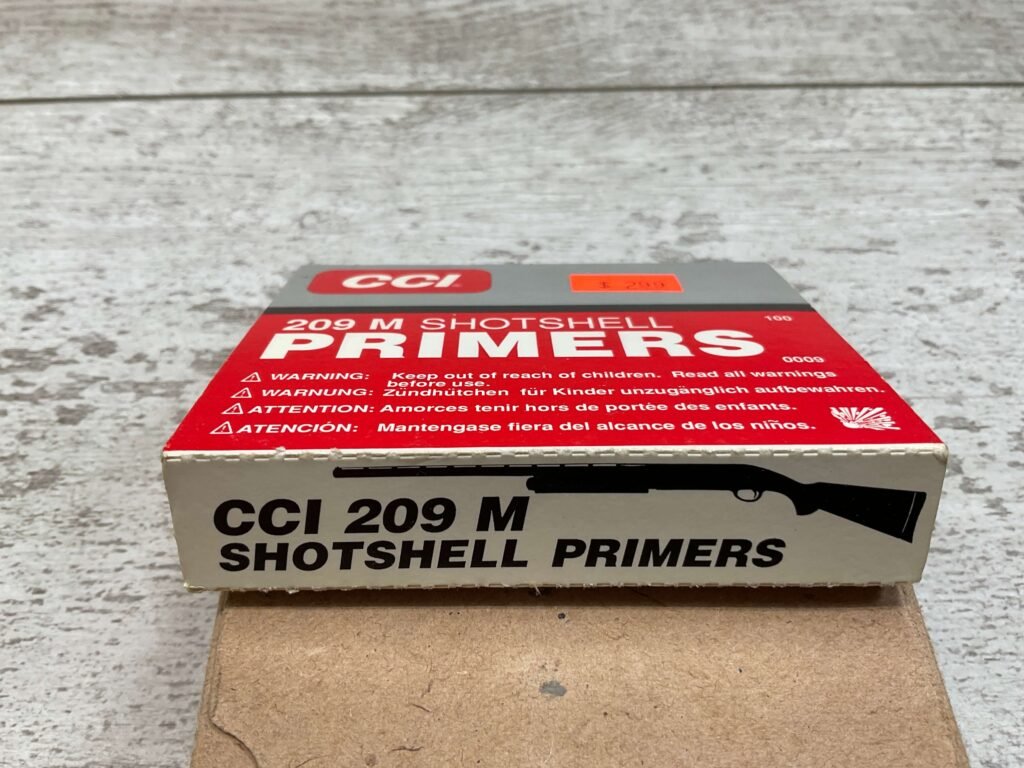 CCI
$ 2.99
209 M SHOTSHELL
100
PRIMERS
0009
WARNING: Keep out of reach of children. Read all warnings
before use.
WARNUNG: Zündhütchen für Kinder unzugänglich aufbewahren.
ATTENTION: Amorces tenir hors de portée des enfants.
ATENCIÓN: Mantengase fiera del alcance de los niños.
CCI 209 M
SHOTSHELL PRIMERS